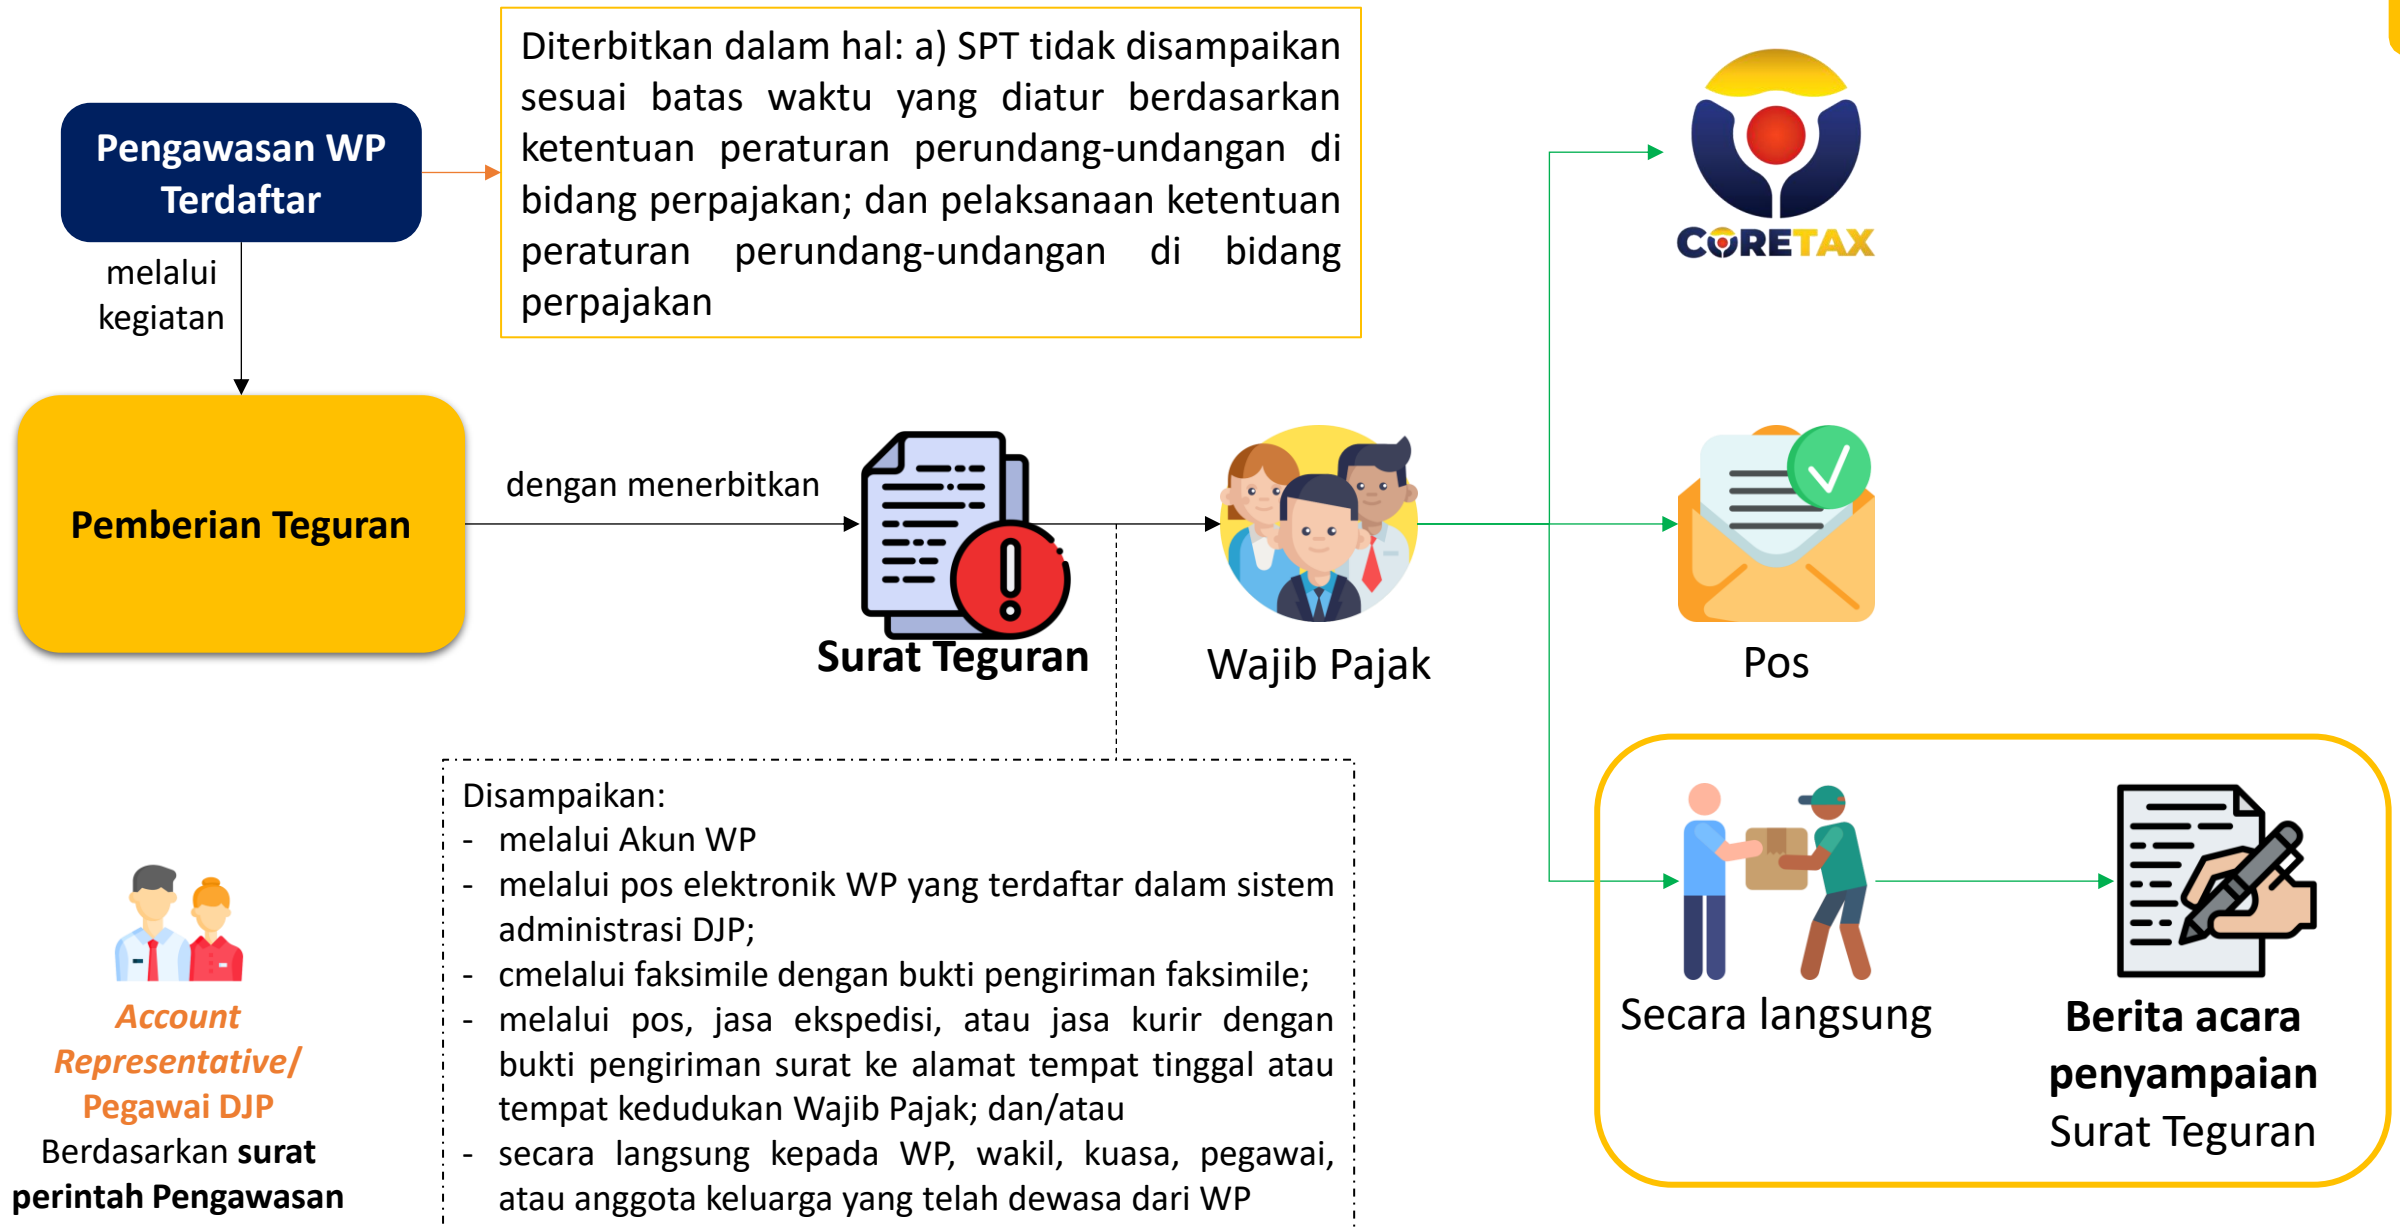 Pengawasan WP
Terdaftar
Diterbitkan dalam hal: a) SPT tidak disampaikan
sesuai batas waktu yang diatur berdasarkan
ketentuan peraturan perundang-undangan di
bidang perpajakan; dan pelaksanaan ketentuan
peraturan perundang-undangan di bidang
perpajakan
CORETAX
melalui
kegiatan
Pemberian Teguran
dengan menerbitkan
Surat Teguran
Wajib Pajak
Pos
Account
Representative/
Pegawai DJP
Berdasarkan surat
perintah Pengawasan
Disampaikan:
- melalui Akun WP
- melalui pos elektronik WP yang terdaftar dalam sistem
administrasi DJP;
- cmelalui faksimile dengan bukti pengiriman faksimile;
- melalui pos, jasa ekspedisi, atau jasa kurir dengan
bukti pengiriman surat ke alamat tempat tinggal atau
tempat kedudukan Wajib Pajak; dan/atau
- secara langsung kepada WP, wakil, kuasa, pegawai,
atau anggota keluarga yang telah dewasa dari WP
Secara langsung
Berita acara
penyampaian
Surat Teguran